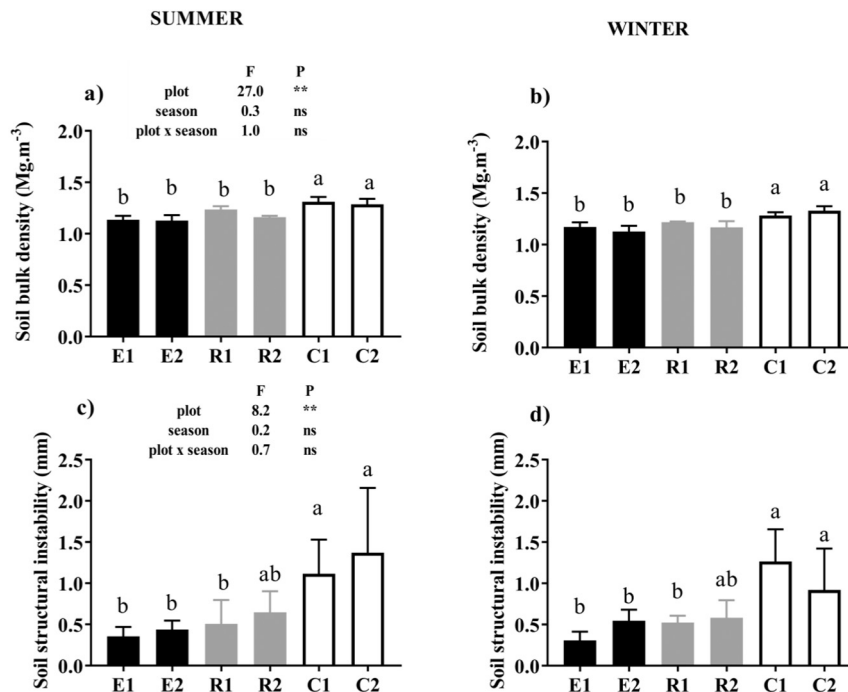 SUMMER
WINTER
F P
a) plot 27.0 **
season 0.3 ns
plot x season 1.0 ns
b)
Soil bulk density (Mg.m-3)
2.0
1.5
1.0
0.5
0.0
b b b b a a
E1 E2 R1 R2 C1 C2
Soil bulk density (Mg.m-3)
2.0
1.5
1.0
0.5
0.0
b b b b a a
E1 E2 R1 R2 C1 C2
F P
c) plot 8.2 **
season 0.2 ns
plot x season 0.7 ns
Soil structural instability (mm)
2.5
2.0
1.5
1.0
0.5
0.0
b b b ab a a
E1 E2 R1 R2 C1 C2
d)
Soil structural instability (mm)
2.5
2.0
1.5
1.0
0.5
0.0
b b b ab a a
E1 E2 R1 R2 C1 C2